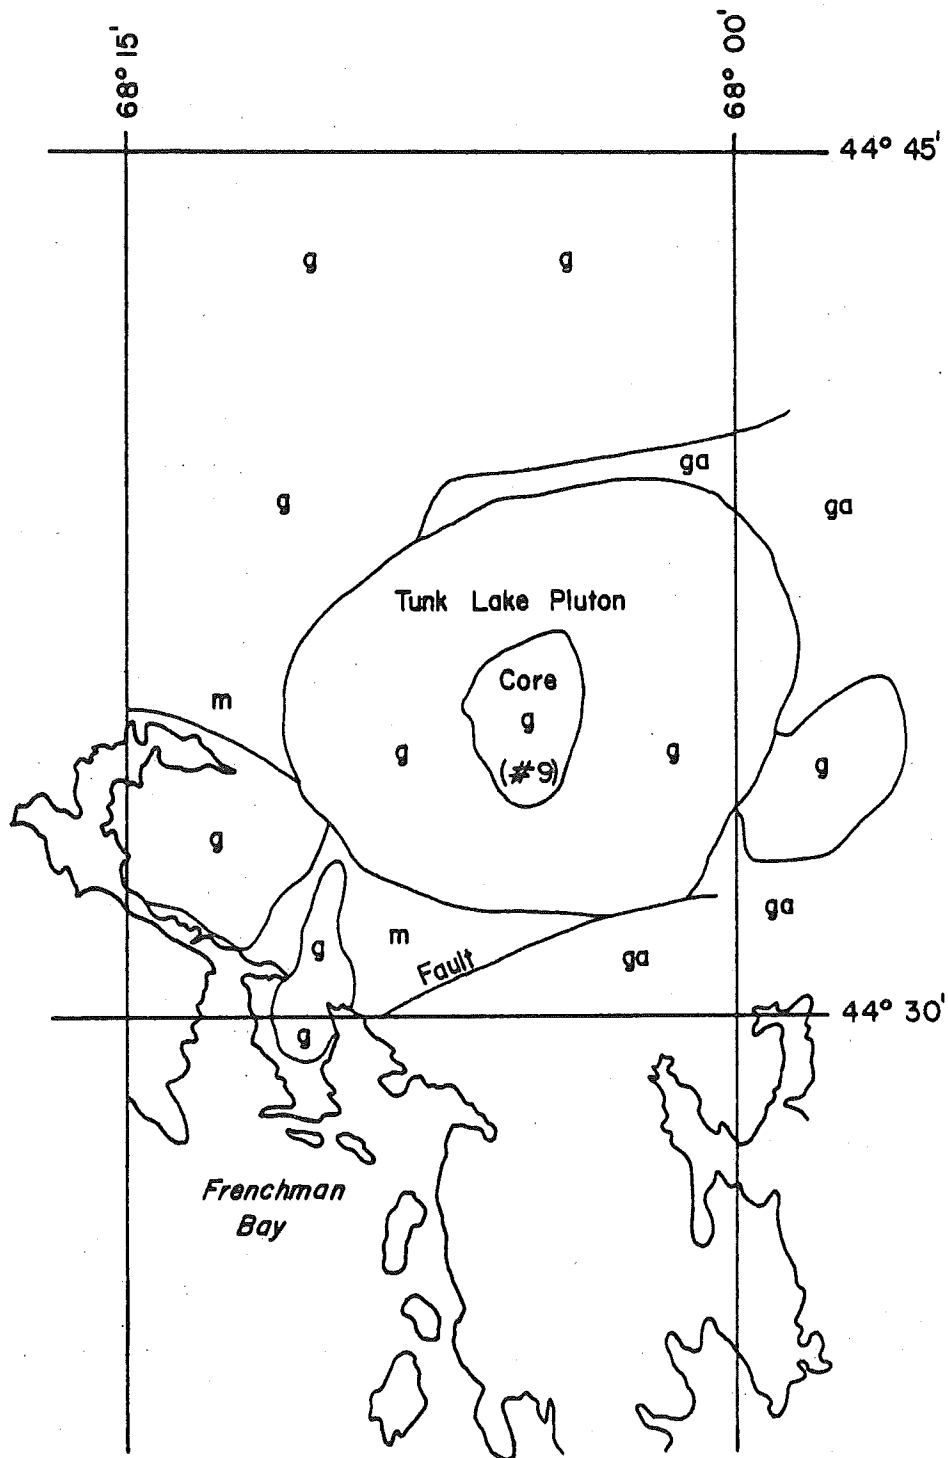 68° 15'
68° 00'
44° 45'
g
g
ga
g
ga
Tunk Lake Pluton
Core
m
g
g
g
g
(#9)
g
ga
m
g
ga
Fault
44° 30'
g
Frenchman
Bay